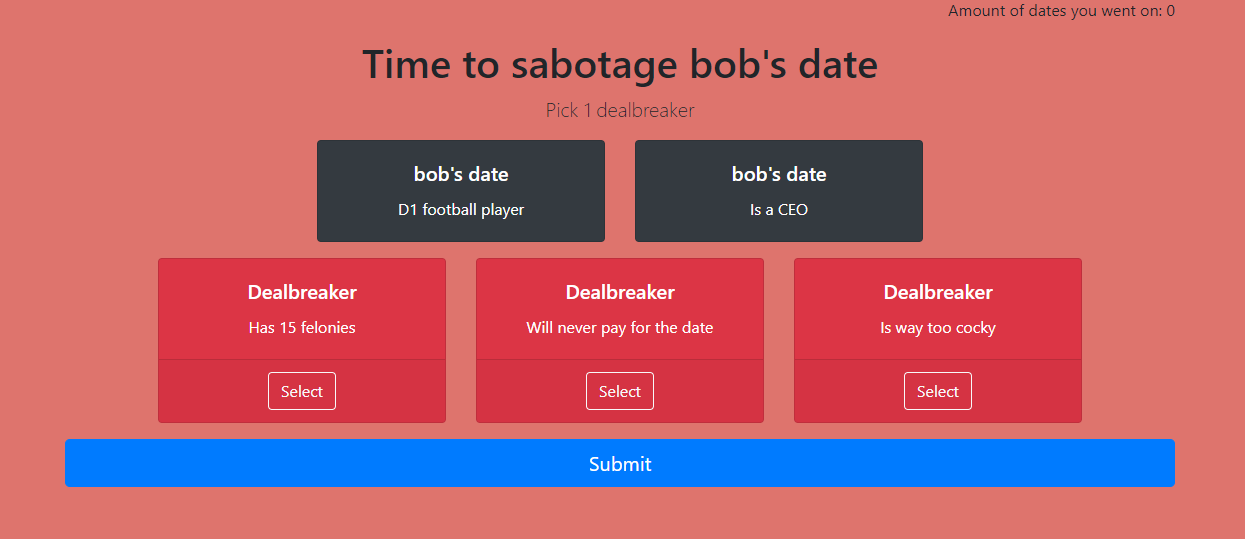 Amount of dates you went on: 0
Time to sabotage bob's date
Pick 1 dealbreaker
bob's date
D1 football player
bob's date
Is a CEO
Dealbreaker
Has 15 felonies
Select
Dealbreaker
Will never pay for the date
Select
Dealbreaker
Is way too cocky
Select
Submit